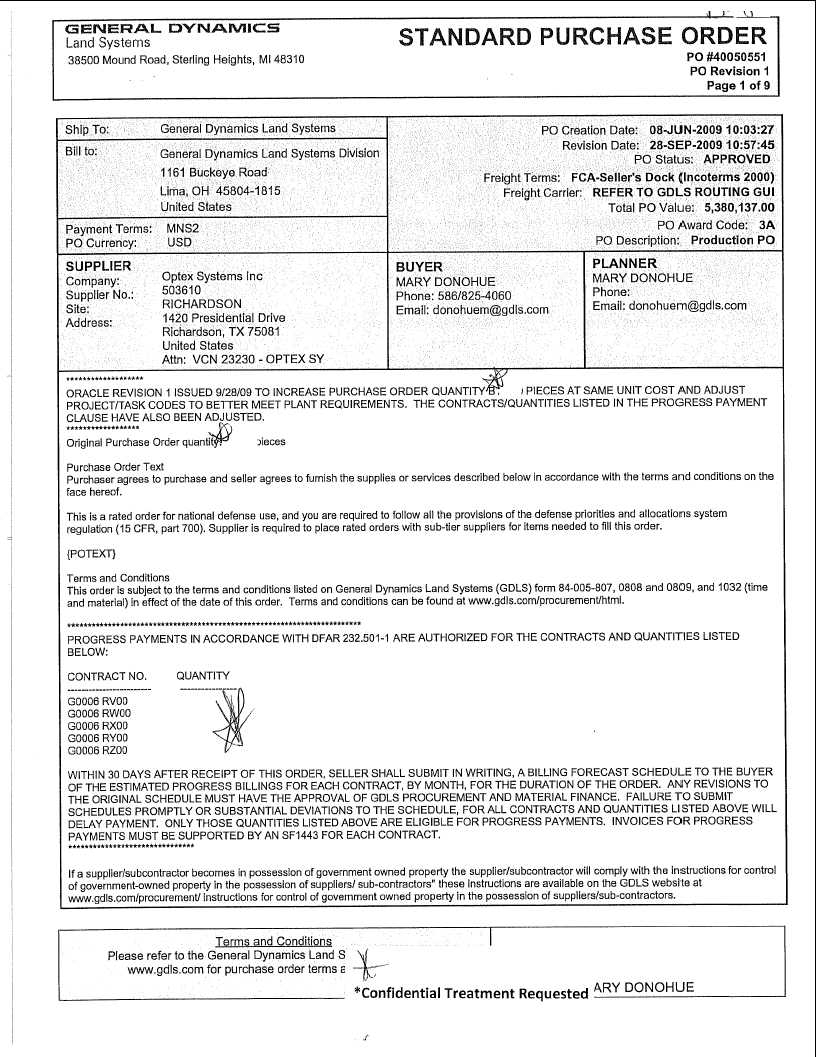 GENERAL DYNAMICS
Land Systems
38500 Mound Road, Sterling Heights, MI 48310
STANDARD PURCHASE ORDER
PO #40050551
PO Revision 1
Page 1 of 9
Ship To: General Dynamics Land Systems
Bill to: General Dynamics Land Systems Division
1161 Buckeye Road
Lima, OH 45804-1815
United States
Payment Terms: MNS2
PO Currency: USD
PO Creation Date: 08-JUN-2009 10:03:27
Revision Date: 28-SEP-2009 10:57:45
PO Status: APPROVED
Freight Terms: FCA-Seller's Dock (Incoterms 2000)
Freight Carrier: REFER TO GDLS ROUTING GUI
Total PO Value: 5,380,137.00
PO Award Code: 3A
PO Description: Production PO
SUPPLIER
Company: Optex Systems Inc
Supplier No.: 503610
Site: RICHARDSON
Address: 1420 Presidential Drive
Richardson, TX 75081
United States
Attn: VCN 23230 - OPTEX SY
BUYER
MARY DONOHUE
Phone: 586/825-4060
Email: donohuem@gdls.com
PLANNER
MARY DONOHUE
Phone:
Email: donohuem@gdls.com
*******************
ORACLE REVISION 1 ISSUED 9/28/09 TO INCREASE PURCHASE ORDER QUANTITY PIECES AT SAME UNIT COST AND ADJUST
PROJECT/TASK CODES TO BETTER MEET PLANT REQUIREMENTS. THE CONTRACTS/QUANTITIES LISTED IN THE PROGRESS PAYMENT
CLAUSE HAVE ALSO BEEN ADJUSTED.
******************
Original Purchase Order quantity pieces
Purchase Order Text
Purchaser agrees to purchase and seller agrees to furnish the supplies or services described below in accordance with the terms and conditions on the
face hereof.
This is a rated order for national defense use, and you are required to follow all the provisions of the defense priorities and allocations system
regulation (15 CFR, part 700). Supplier is required to place rated orders with sub-tier suppliers for items needed to fill this order.
{POTEXT}
Terms and Conditions
This order is subject to the terms and conditions listed on General Dynamics Land Systems (GDLS) form 84-005-807, 0808 and 0809, and 1032 (time
and material) in effect of the date of this order. Terms and conditions can be found at www.gdls.com/procurement/html.
************************************************************************
PROGRESS PAYMENTS IN ACCORDANCE WITH DFAR 232.501-1 ARE AUTHORIZED FOR THE CONTRACTS AND QUANTITIES LISTED
BELOW:
CONTRACT NO. QUANTITY
------------------------ ----------------
G0006 RV00
G0006 RW00
G0006 RX00
G0006 RY00
G0006 RZ00
WITHIN 30 DAYS AFTER RECEIPT OF THIS ORDER, SELLER SHALL SUBMIT IN WRITING, A BILLING FORECAST SCHEDULE TO THE BUYER
OF THE ESTIMATED PROGRESS BILLINGS FOR EACH CONTRACT, BY MONTH, FOR THE DURATION OF THE ORDER. ANY REVISIONS TO
THE ORIGINAL SCHEDULE MUST HAVE THE APPROVAL OF GDLS PROCUREMENT AND MATERIAL FINANCE. FAILURE TO SUBMIT
SCHEDULES PROMPTLY OR SUBSTANTIAL DEVIATIONS TO THE SCHEDULE, FOR ALL CONTRACTS AND QUANTITIES LISTED ABOVE WILL
DELAY PAYMENT. ONLY THOSE QUANTITIES LISTED ABOVE ARE ELIGIBLE FOR PROGRESS PAYMENTS. INVOICES FOR PROGRESS
PAYMENTS MUST BE SUPPORTED BY AN SF1443 FOR EACH CONTRACT.
*******************************
If a supplier/subcontractor becomes in possession of government owned property the supplier/subcontractor will comply with the instructions for control
of government-owned property in the possession of suppliers/ sub-contractors" these instructions are available on the GDLS website at
www.gdls.com/procurement/ instructions for control of government owned property in the possession of suppliers/sub-contractors.
Terms and Conditions
Please refer to the General Dynamics Land S
www.gdls.com for purchase order terms a
*Confidential Treatment Requested ARY DONOHUE